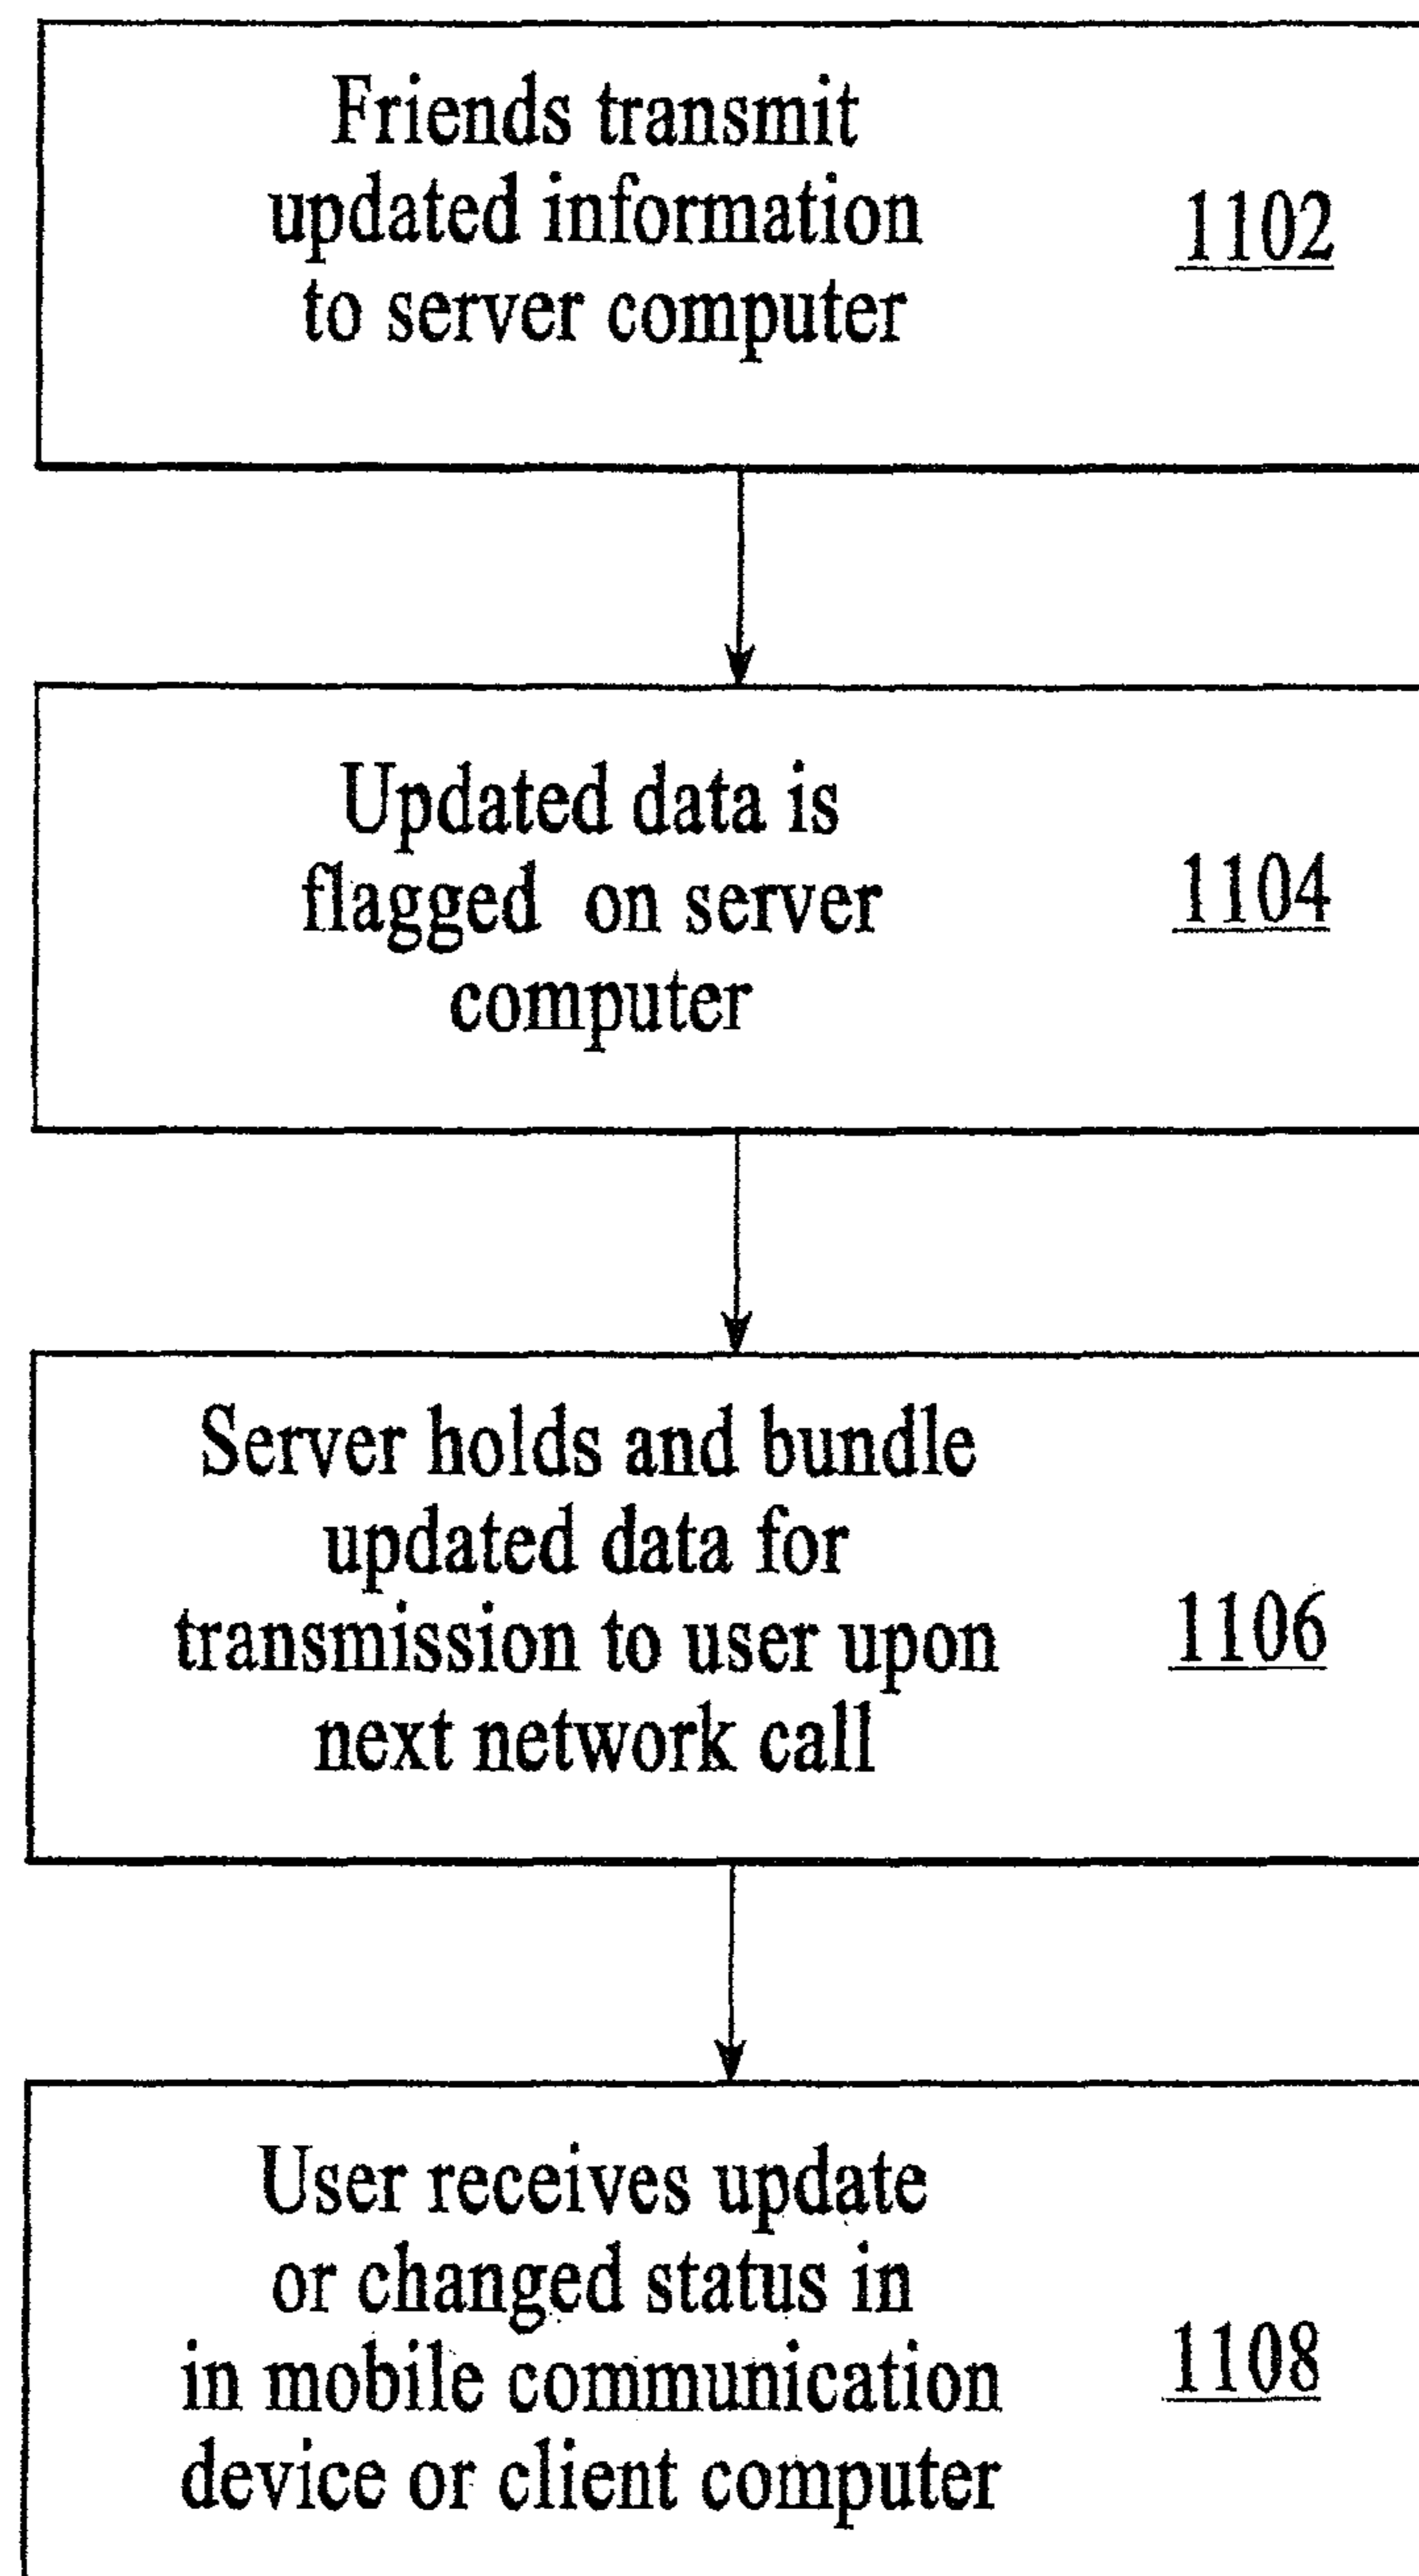 Friends transmit
updated information
to server computer
1102
Updated data is
flagged on server
computer
1104
Server holds and bundle
updated data for
transmission to user upon
next network call
1106
User receives update
or changed status in
in mobile communication
device or client computer
1108